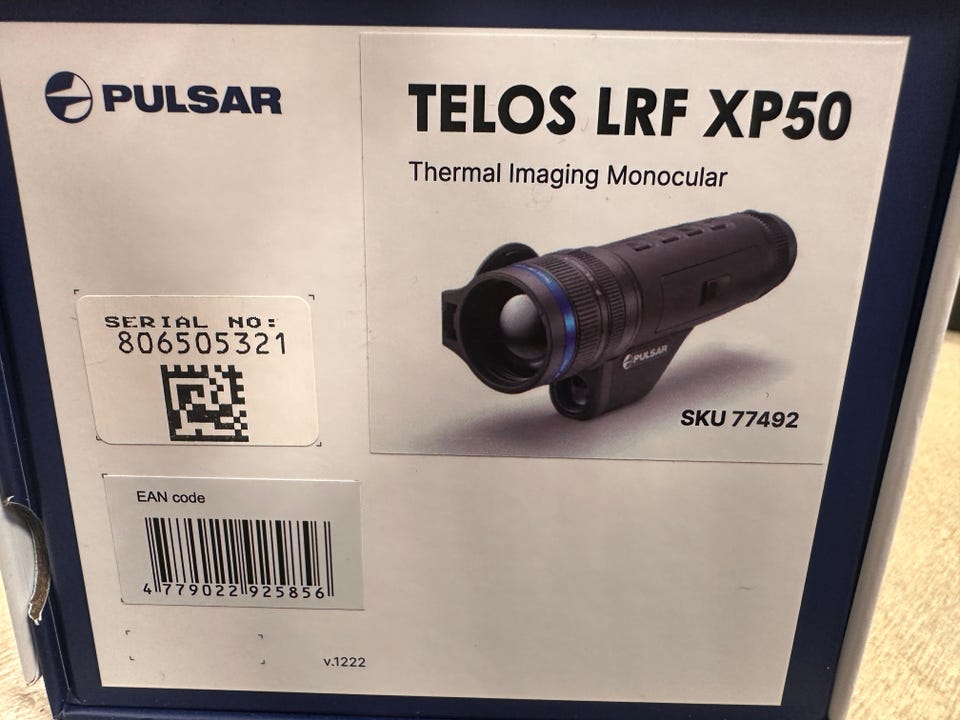 PULSAR
TELOS LRF XP50
Thermal Imaging Monocular
PULSAR
SKU 77492
SERIAL NO:
806505321
EAN code
4 779022 925856
v.1222